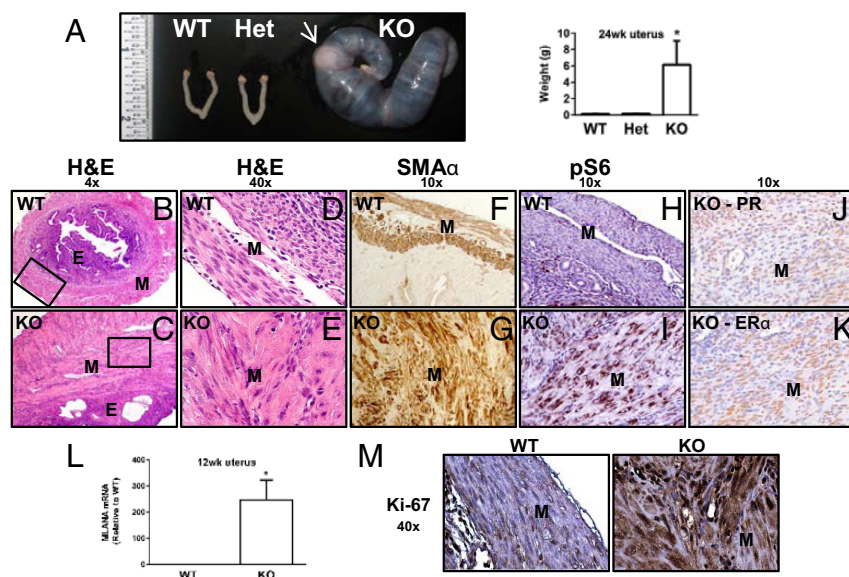 A
WT Het KO
1
2
24wk uterus
*
Weight (g)
10
8
6
4
2
0
WT Het KO
H&E H&E SMAα pS6
4x 40x 10x 10x 10x
WT B WT D WT F WT H KO - PR J
E M M M M M
KO C KO E KO G KO I KO - ERα K
M E M M M M
L
12wk uterus
*
MLANA mRNA
(Relative to WT)
400
300
200
100
0
WT KO
M
WT KO
Ki-67
40x
M M